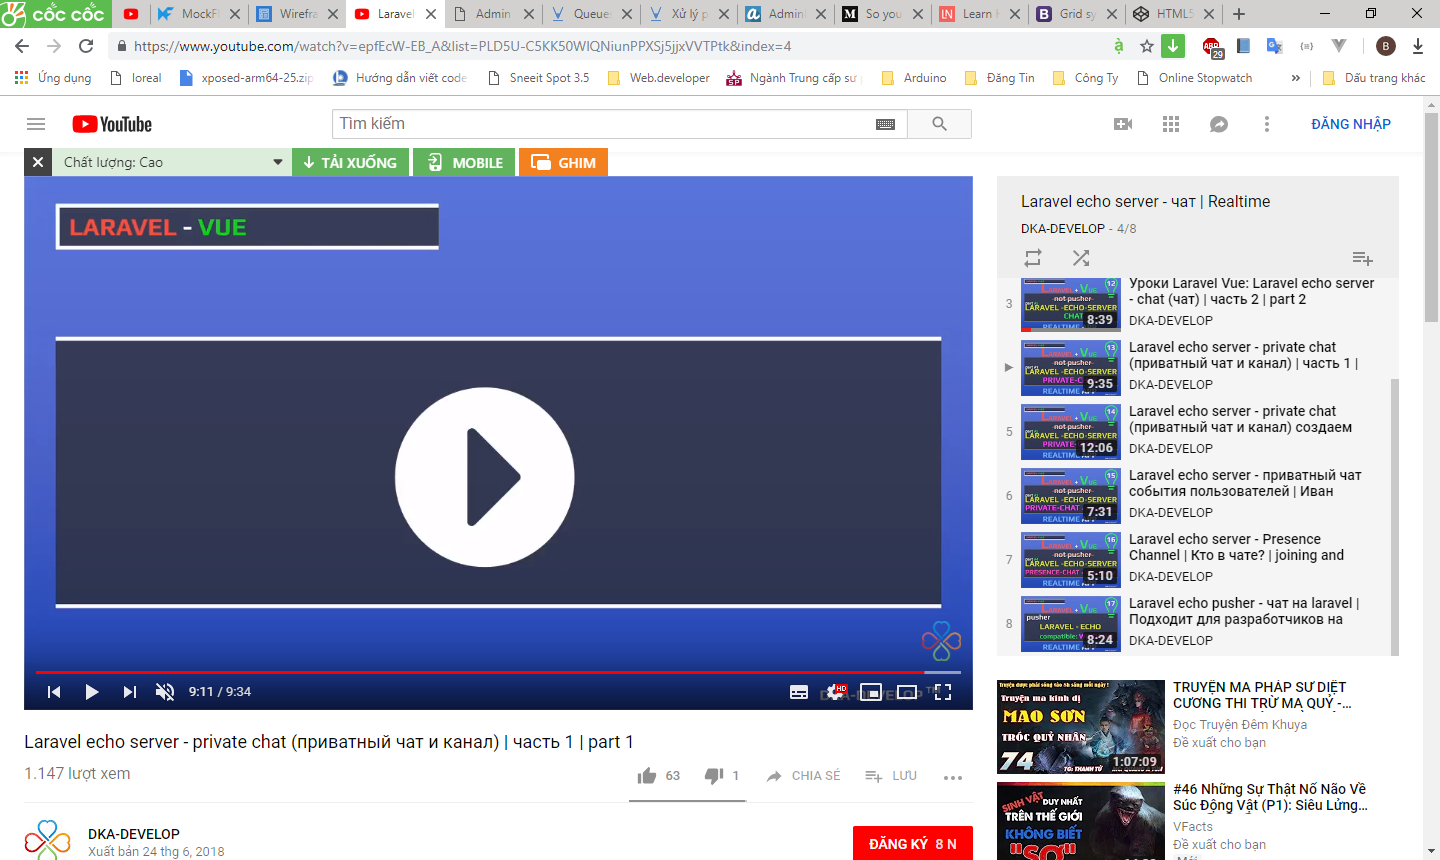 cốc cốc
MockFl
Wirefra
Laravel
Admin
Queues
Xử lý p
Admini
So you
Learn H
Grid sy
HTML5
https://www.youtube.com/watch?v=epfEcW-EB_A&list=PLD5U-C5KK50WlQNiunPPXSj5jjxVVTPtk&index=4
ABP
29
B
Ứng dụng
loreal
xposed-arm64-25.zip
Hướng dẫn viết code
Sneeit Spot 3.5
Web.developer
Ngành Trung cấp sư
Arduino
Đăng Tin
Công Ty
Online Stopwatch
»
Dấu trang khác
YouTube
Tìm kiếm
ĐĂNG NHẬP
Chất lượng: Cao
TẢI XUỐNG
MOBILE
GHIM
LARAVEL - VUE
9:11 / 9:34
HD
Laravel echo server - private chat (приватный чат и канал) | часть 1 | part 1
1.147 lượt xem
63
1
CHIA SẺ
LƯU
DKA-DEVELOP
Xuất bản 24 thg 6, 2018
ĐĂNG KÝ 8 N
Laravel echo server - чат | Realtime
DKA-DEVELOP - 4/8
3
8:39
Уроки Laravel Vue: Laravel echo server
- chat (чат) | часть 2 | part 2
DKA-DEVELOP
9:35
Laravel echo server - private chat
(приватный чат и канал) | часть 1 |
DKA-DEVELOP
5
12:06
Laravel echo server - private chat
(приватный чат и канал) создаем
DKA-DEVELOP
6
7:31
Laravel echo server - приватный чат
события пользователей | Иван
DKA-DEVELOP
7
5:10
Laravel echo server - Presence
Channel | Кто в чате? | joining and
DKA-DEVELOP
8
8:24
Laravel echo pusher - чат на laravel |
Подходит для разработчиков на
DKA-DEVELOP
Truyện ma kinh dị
MAO SƠN
TRÓC QUỶ NHÂN
74
1:07:09
TRUYỆN MA PHÁP SƯ DIỆT
CƯƠNG THI TRỪ MA QUỶ -...
Đọc Truyện Đêm Khuya
Đề xuất cho bạn
SINH VẬT DUY NHẤT
TRÊN THẾ GIỚI
KHÔNG BIẾT
"SỢ"
#46 Những Sự Thật Nổ Não Về
Súc Động Vật (P1): Siêu Lửng...
VFacts
Đề xuất cho bạn
Mới